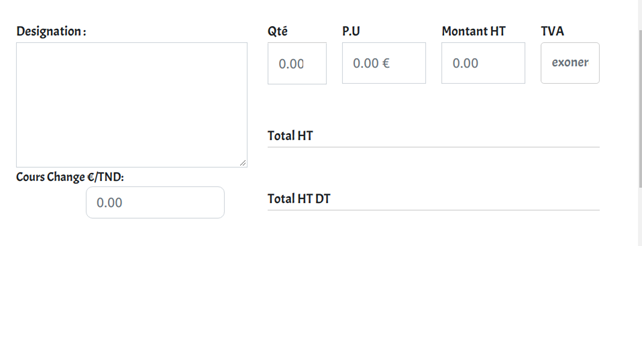 Designation :
Qté P.U Montant HT TVA
0.00 0.00 € 0.00 exoner
Total HT
Cours Change €/TND:
0.00
Total HT DT